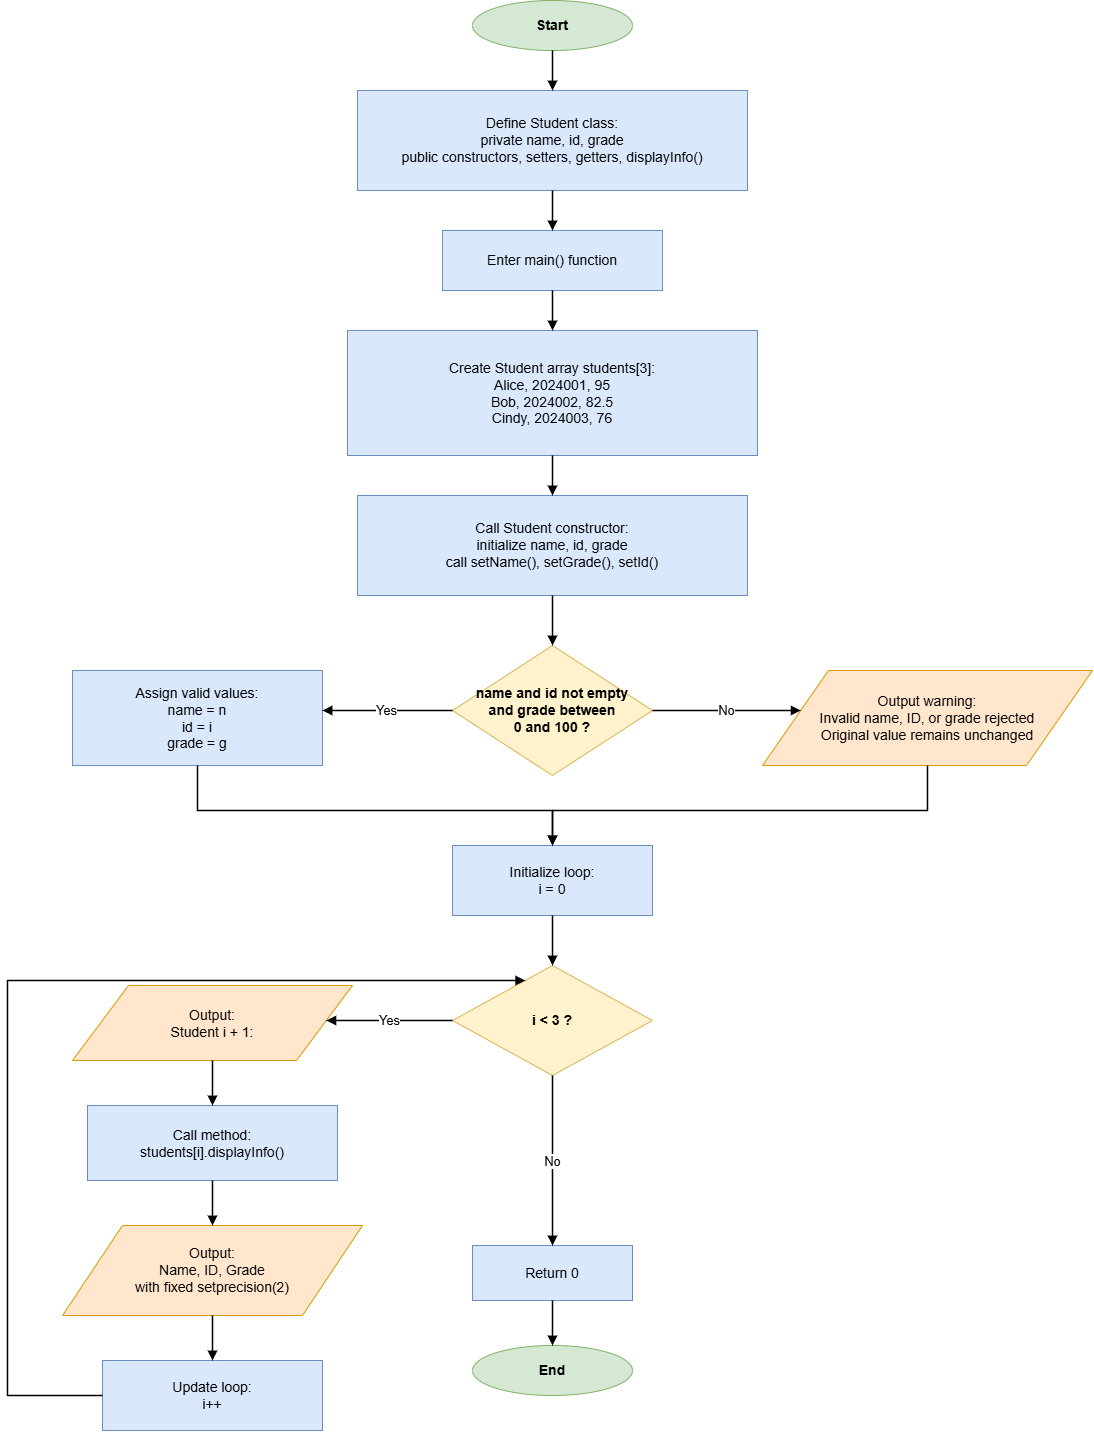 Start
Define Student class:
private name, id, grade
public constructors, setters, getters, displayInfo()
Enter main() function
Create Student array students[3]:
Alice, 2024001, 95
Bob, 2024002, 82.5
Cindy, 2024003, 76
Call Student constructor:
initialize name, id, grade
call setName(), setGrade(), setId()
name and id not empty
and grade between
0 and 100 ?
Yes
No
Assign valid values:
name = n
id = i
grade = g
Output warning:
Invalid name, ID, or grade rejected
Original value remains unchanged
Initialize loop:
i = 0
i < 3 ?
Yes
Output:
Student i + 1:
Call method:
students[i].displayInfo()
No
Output:
Name, ID, Grade
with fixed setprecision(2)
Return 0
Update loop:
i++
End